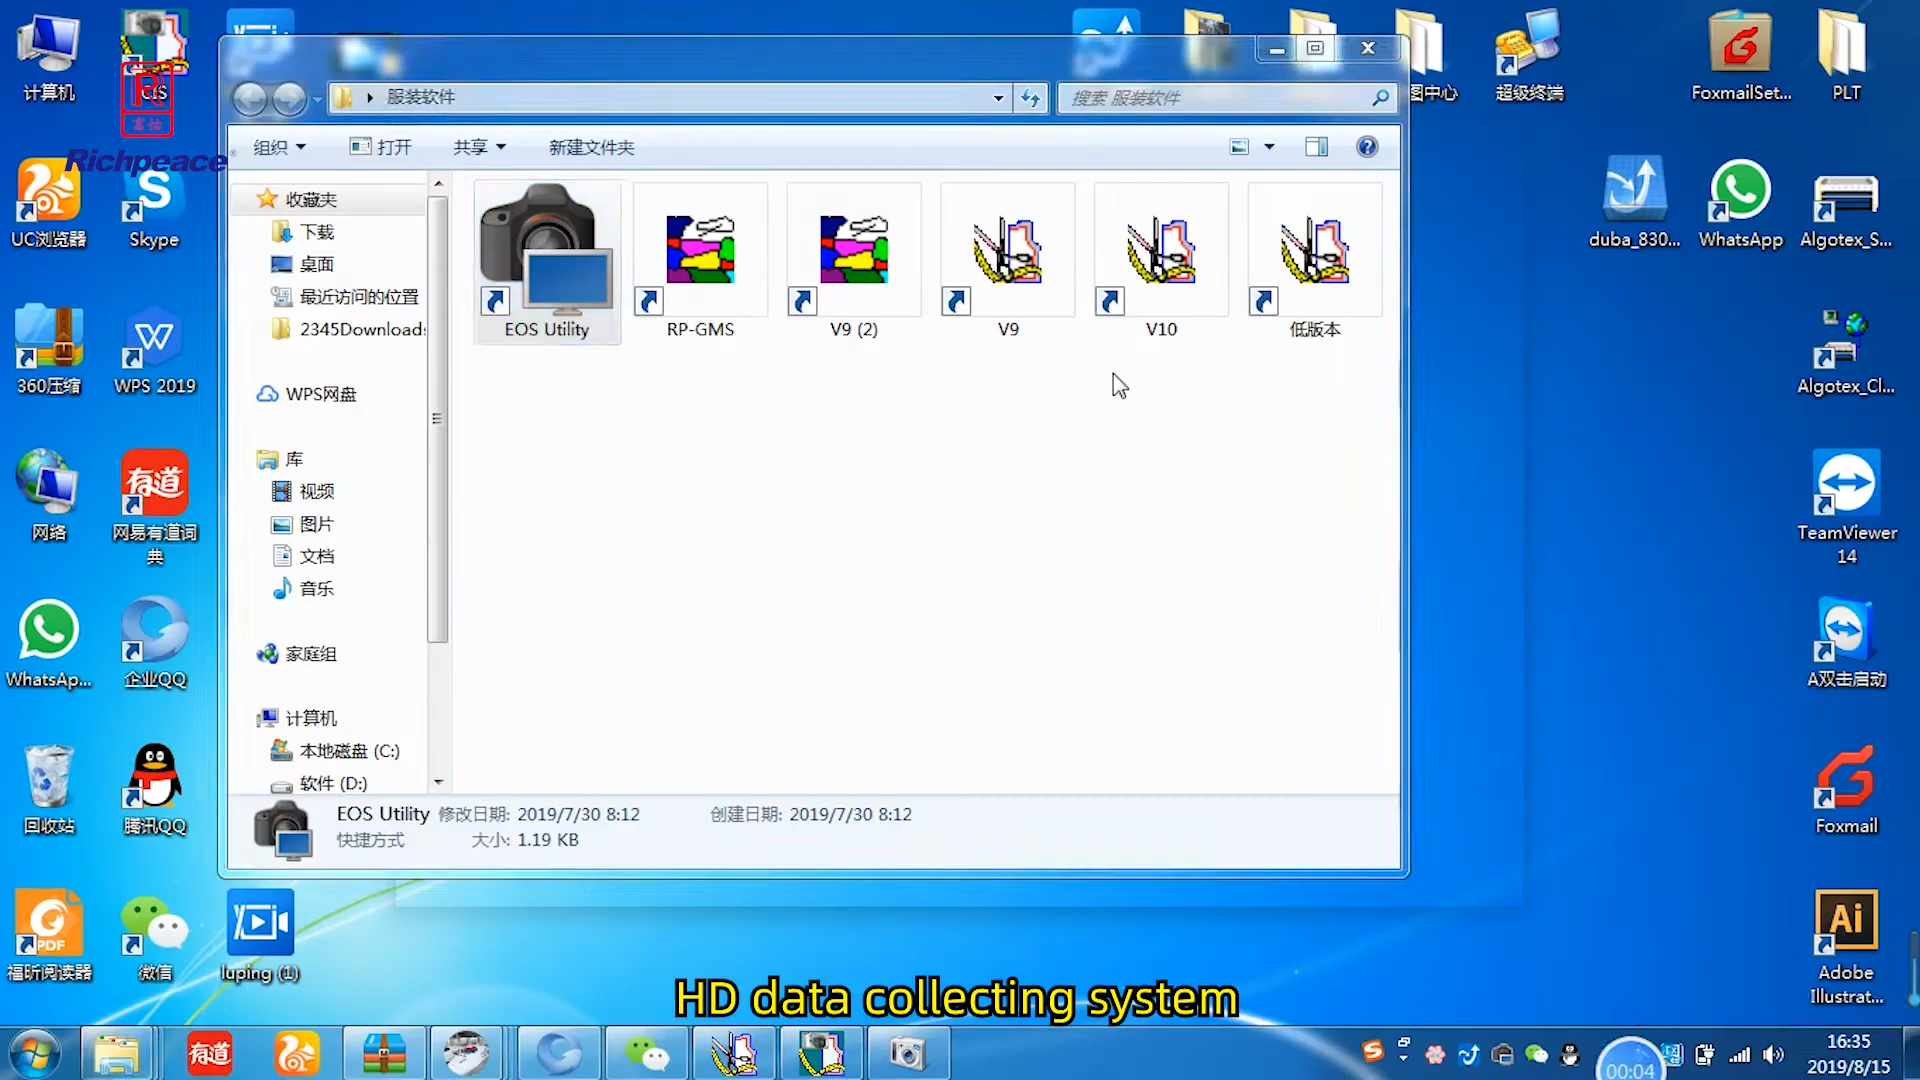 计算机
GIS
富怡
Richpeace
服装软件
搜索 服装软件
图中心
超级终端
FoxmailSet...
PLT
组织
打开
共享
新建文件夹
收藏夹
下载
桌面
最近访问的位置
2345Downloads
WPS网盘
库
视频
图片
文档
音乐
家庭组
计算机
本地磁盘 (C:)
软件 (D:)
EOS Utility
RP-GMS
V9 (2)
V9
V10
低版本
EOS Utility 修改日期: 2019/7/30 8:12 创建日期: 2019/7/30 8:12
快捷方式 大小: 1.19 KB
UC浏览器
Skype
duba_830...
WhatsApp
Algotex_S...
360压缩
WPS 2019
Algotex_Cl...
网络
有道
网易有道词典
TeamViewer
14
WhatsAp...
企业QQ
A双击启动
回收站
腾讯QQ
Foxmail
PDF
福昕阅读器
微信
luping (1)
Ai
Adobe
Illustrat...
HD data collecting system
有道
00:04
16:35
2019/8/15